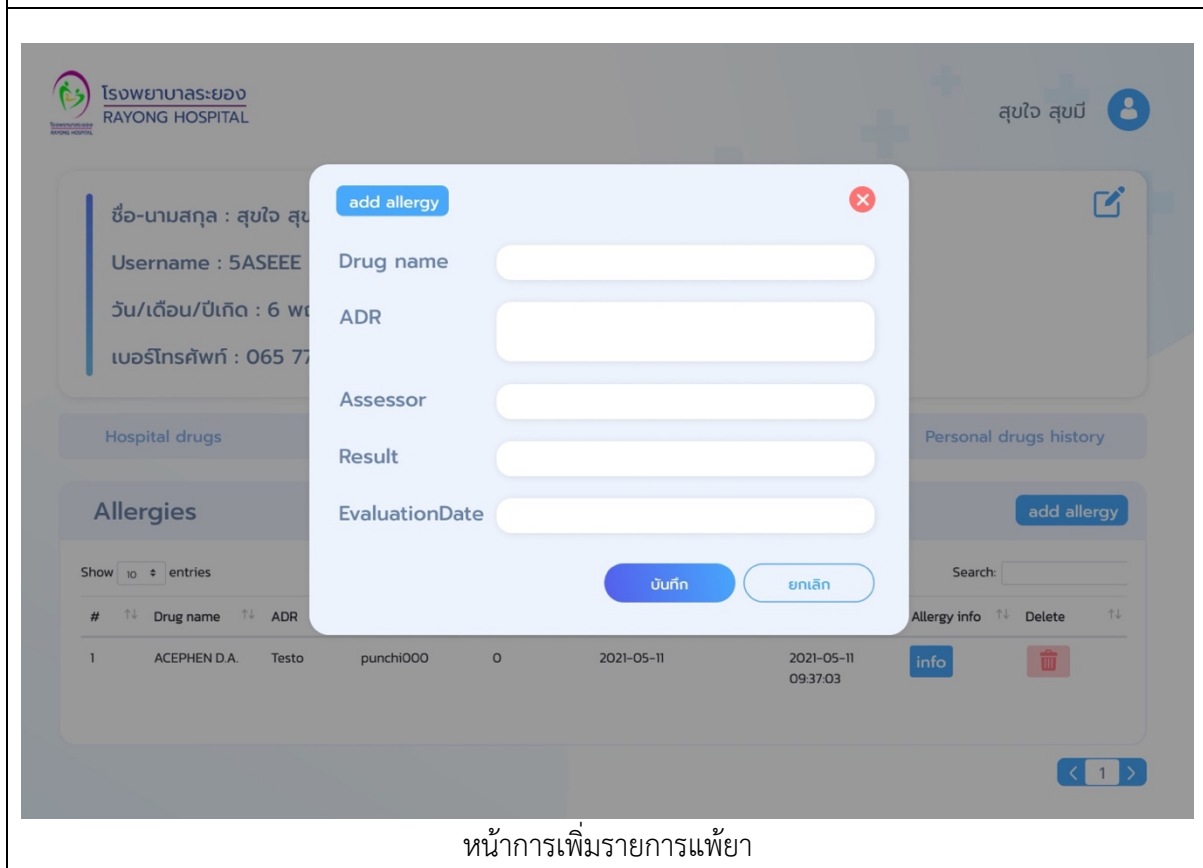 โรงพยาบาลระยอง
RAYONG HOSPITAL
สุขใจ สุขมี
ชื่อ-นามสกุล : สุขใจ
Username : 5ASEEE
วัน/เดือน/ปีเกิด : 6
เบอร์โทรศัพท์ : 065 77
add allergy
Drug name
ADR
Assessor
Result
EvaluationDate
บันทึก ยกเลิก
Hospital drugs Personal drugs history
Allergies add allergy
Show 10 entries Search:
# Drug name ADR Allergy info Delete
1 ACEPHEN D.A. Testo punchi000 0 2021-05-11 2021-05-11 09:37:03 info
< 1 >
หน้าการเพิ่มรายการแพ้ยา